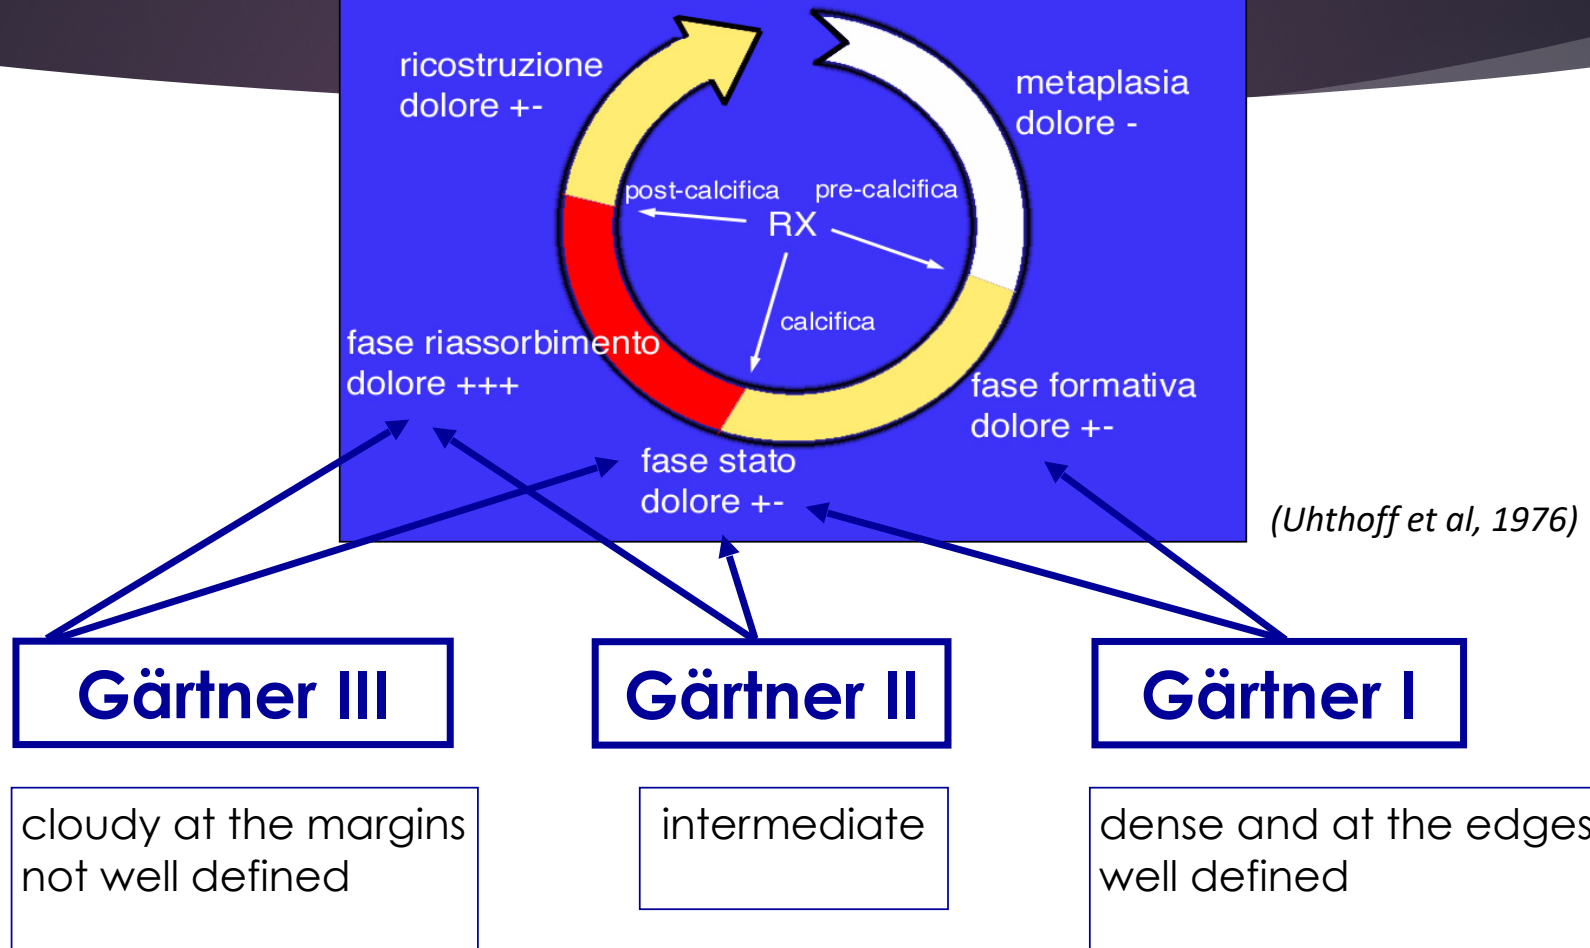 ricostruzione
dolore +-
metaplasia
dolore -
post-calcifica
pre-calcifica
RX
calcifica
fase riassorbimento
dolore +++
fase formativa
dolore +-
fase stato
dolore +-
(Uhthoff et al, 1976)
Gärtner III
Gärtner II
Gärtner I
cloudy at the margins
not well defined
intermediate
dense and at the edges
well defined